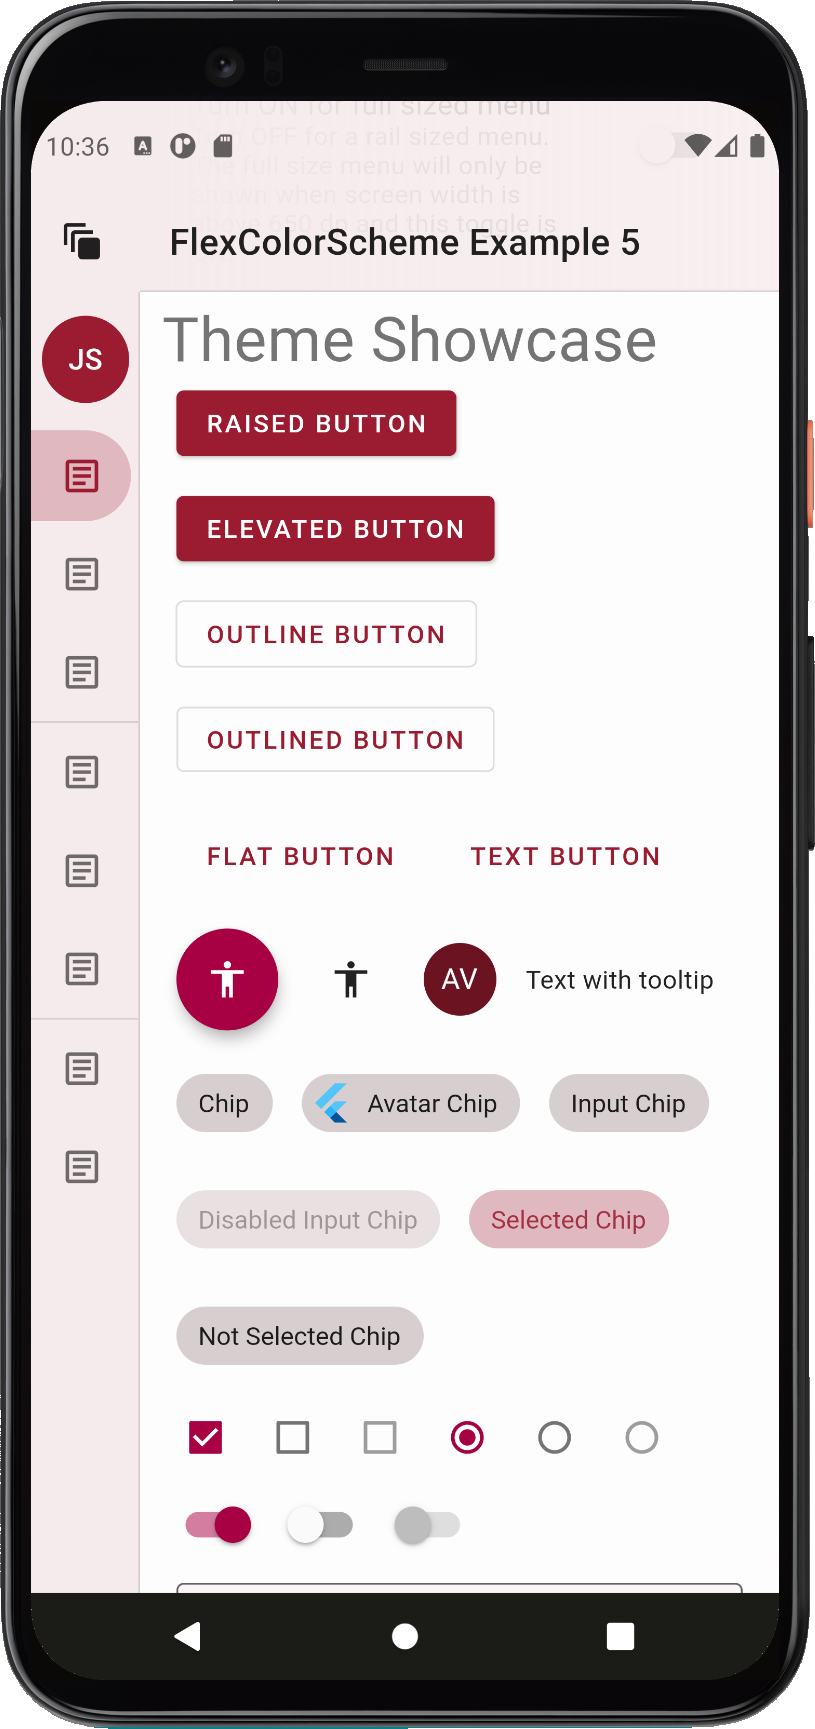 Turn ON for full sized menu
OFF for a rail sized menu.
The full size menu will only be
shown when screen width is
above 650 dp and this toggle is
10:36
A
FlexColorScheme Example 5
JS
Theme Showcase
RAISED BUTTON
ELEVATED BUTTON
OUTLINE BUTTON
OUTLINED BUTTON
FLAT BUTTON TEXT BUTTON
AV Text with tooltip
Chip Avatar Chip Input Chip
Disabled Input Chip Selected Chip
Not Selected Chip